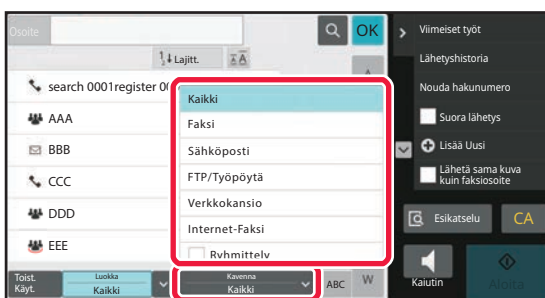 Osoite
OK
Lajitt.
A
search 0001register 00
AAA
BBB
CCC
DDD
EEE
Kaikki
Faksi
Sähköposti
FTP/Työpöytä
Verkkokansio
Internet-Faksi
Ryhmittely
Toist.
Käyt.
Luokka
Kaikki
Kavenna
Kaikki
ABC
W
Viimeiset työt
Lähetyshistoria
Nouda hakunumero
Suora lähetys
Lisää Uusi
Lähetä sama kuva
kuin faksiosoite
Esikatselu
CA
Kaiutin
Aloita